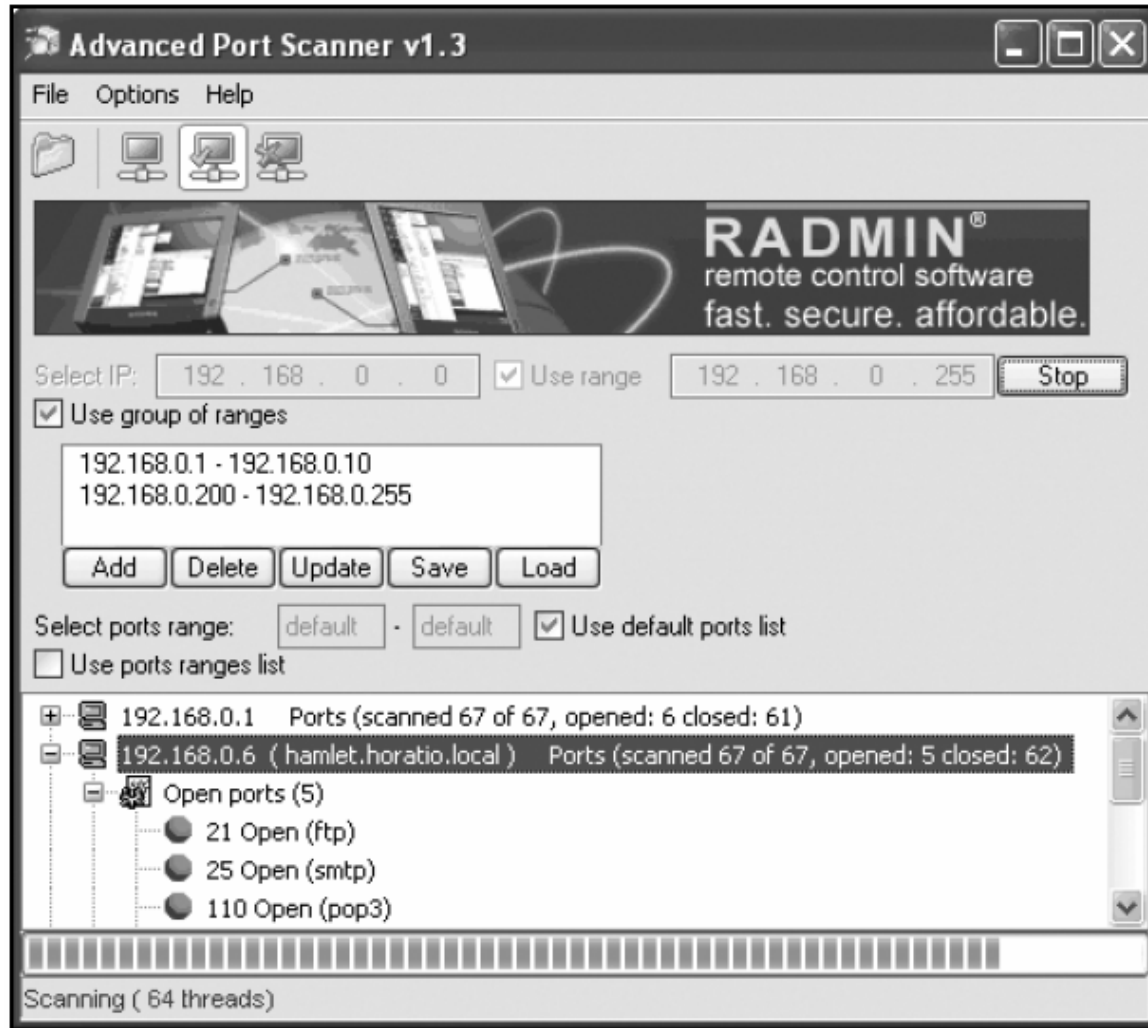 Advanced Port Scanner v1.3
File Options Help
RADMIN®
remote control software
fast. secure. affordable.
Select IP: 192 . 168 . 0 . 0 Use range 192 . 168 . 0 . 255 Stop
Use group of ranges
192.168.0.1 - 192.168.0.10
192.168.0.200 - 192.168.0.255
Add Delete Update Save Load
Select ports range: default - default Use default ports list
Use ports ranges list
192.168.0.1 Ports (scanned 67 of 67, opened: 6 closed: 61)
192.168.0.6 ( hamlet.horatio.local ) Ports (scanned 67 of 67, opened: 5 closed: 62)
Open ports (5)
21 Open (ftp)
25 Open (smtp)
110 Open (pop3)
Scanning ( 64 threads)